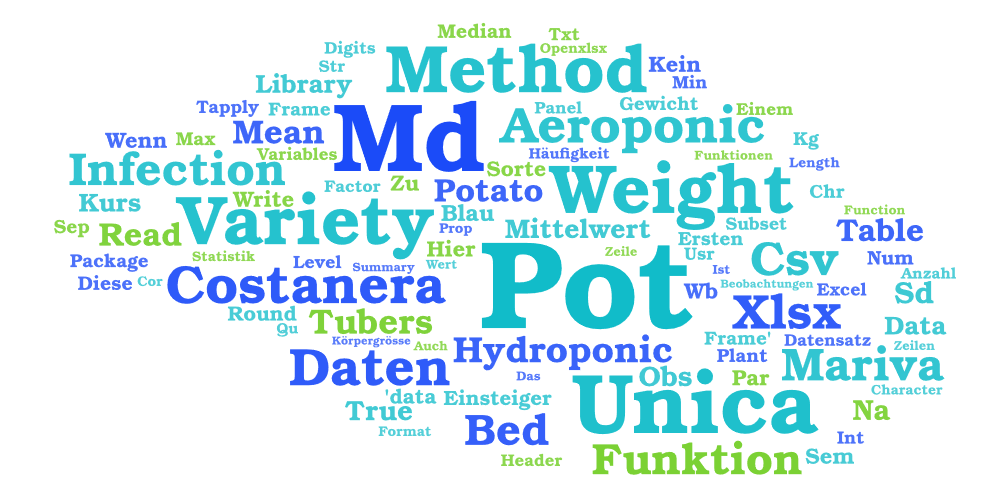 Median
Txt
Digits
Openxlsx
Method
Kein
Str
Min
Library
Tapply
Frame
Md
Panel
Gewicht
Einem
Wenn
Max
Mean
Aeroponic
Kg
Variables
Häufigkeit
Funktionen
Length
Infection
Sorte
Weight
Factor
Zu
Potato
Chr
Kurs
Write
Variety
Blau
Function
Sep
Read
Prop
Mittelwert
Subset
Table
Ersten
Hier
Zeile
Usr
Statistik
Package
Level
Summary
Wert
Pot
Ist
Csv
Num
Anzahl
Diese
Cor
Costanera
Wb
Beobachtungen
Excel
Sd
Round
Qu
Tubers
Xlsx
Data
Körpergrösse
Auch
Hydroponic
Frame'
Datensatz
Zeilen
Plant
Daten
Das
Obs
Par
Mariva
Character
'data
Einsteiger
Unica
True
Na
Format
Bed
Int
Header
Funktion
Sem